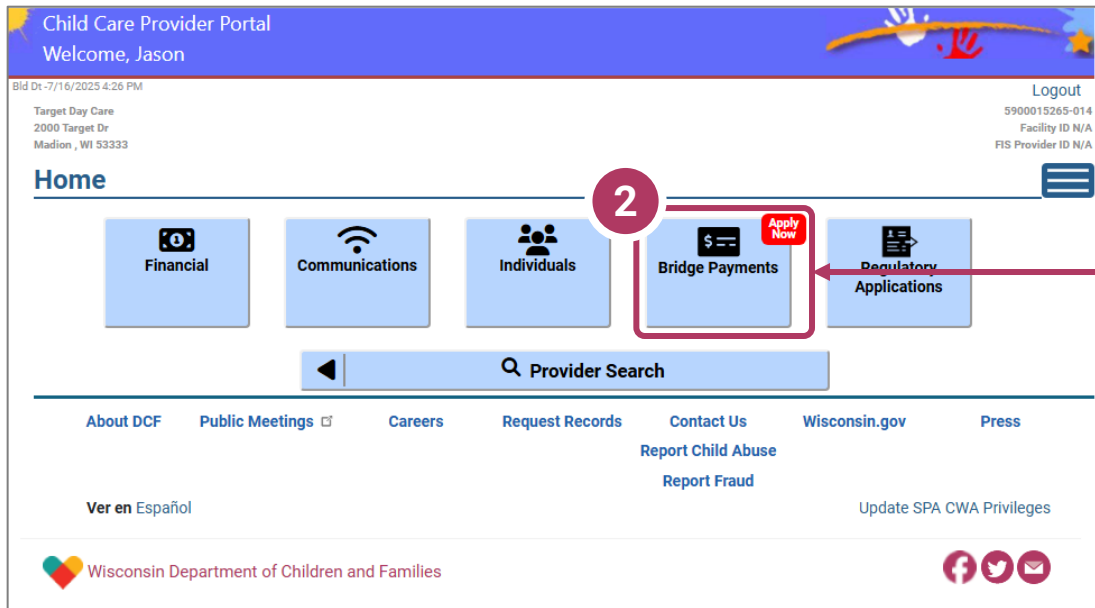 Child Care Provider Portal
Welcome, Jason
Bld Dt -7/16/2025 4:26 PM
Logout
Target Day Care
5900015265-014
2000 Target Dr
Facility ID N/A
Madion , WI 53333
FIS Provider ID N/A
Home
2
Apply
Now
Financial
Communications
Individuals
Bridge Payments
Regulatory
Applications
Provider Search
About DCF
Public Meetings
Careers
Request Records
Contact Us
Wisconsin.gov
Press
Report Child Abuse
Report Fraud
Ver en Español
Update SPA CWA Privileges
Wisconsin Department of Children and Families